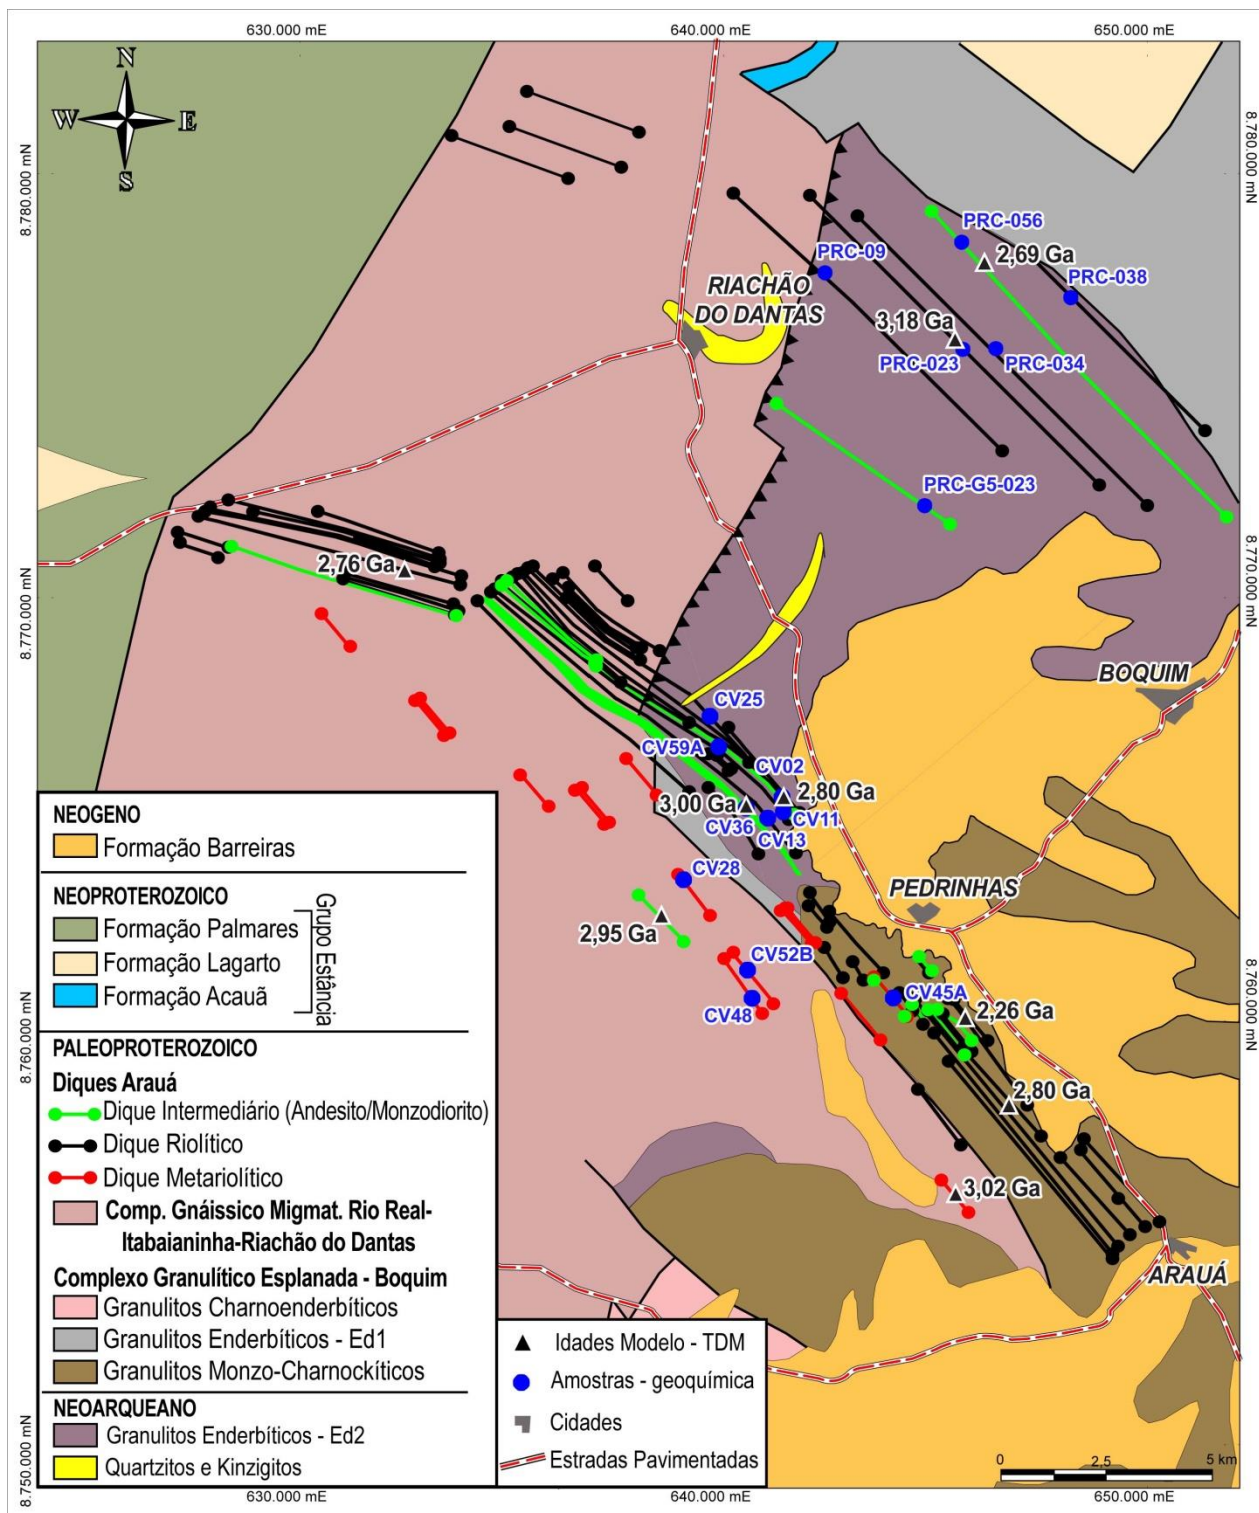 630.000 mE
640.000 mE
650.000 mE
N
W
E
S
8.780.000 mN
8.780.000 mN
PRC-056
2,69 Ga
PRC-09
PRC-038
RIACHÃO
DO DANTAS
3,18 Ga
PRC-023
PRC-034
PRC-G5-023
2,76 Ga
8.770.000 mN
8.770.000 mN
BOQUIM
CV25
CV59A
CV02
3,00 Ga
2,80 Ga
CV36
CV11
CV13
CV28
PEDRINHAS
2,95 Ga
CV52B
CV48
CV45A
2,26 Ga
8.760.000 mN
8.760.000 mN
2,80 Ga
3,02 Ga
ARAUÁ
NEOGENO
Formação Barreiras
NEOPROTEROZOICO
Formação Palmares
Formação Lagarto
Formação Acauã
Grupo Estância
PALEOPROTEROZOICO
Diques Arauá
Dique Intermediário (Andesito/Monzodiorito)
Dique Riolítico
Dique Metariolítico
Comp. Gnáissico Migmat. Rio Real-
Itabaianinha-Riachão do Dantas
Complexo Granulítico Esplanada - Boquim
Granulitos Charnoenderbíticos
Granulitos Enderbíticos - Ed1
Granulitos Monzo-Charnockíticos
NEOARQUEANO
Granulitos Enderbíticos - Ed2
Quartzitos e Kinzigitos
Idades Modelo - TDM
Amostras - geoquímica
Cidades
Estradas Pavimentadas
0
2,5
5 km
8.750.000 mN
630.000 mE
640.000 mE
650.000 mE